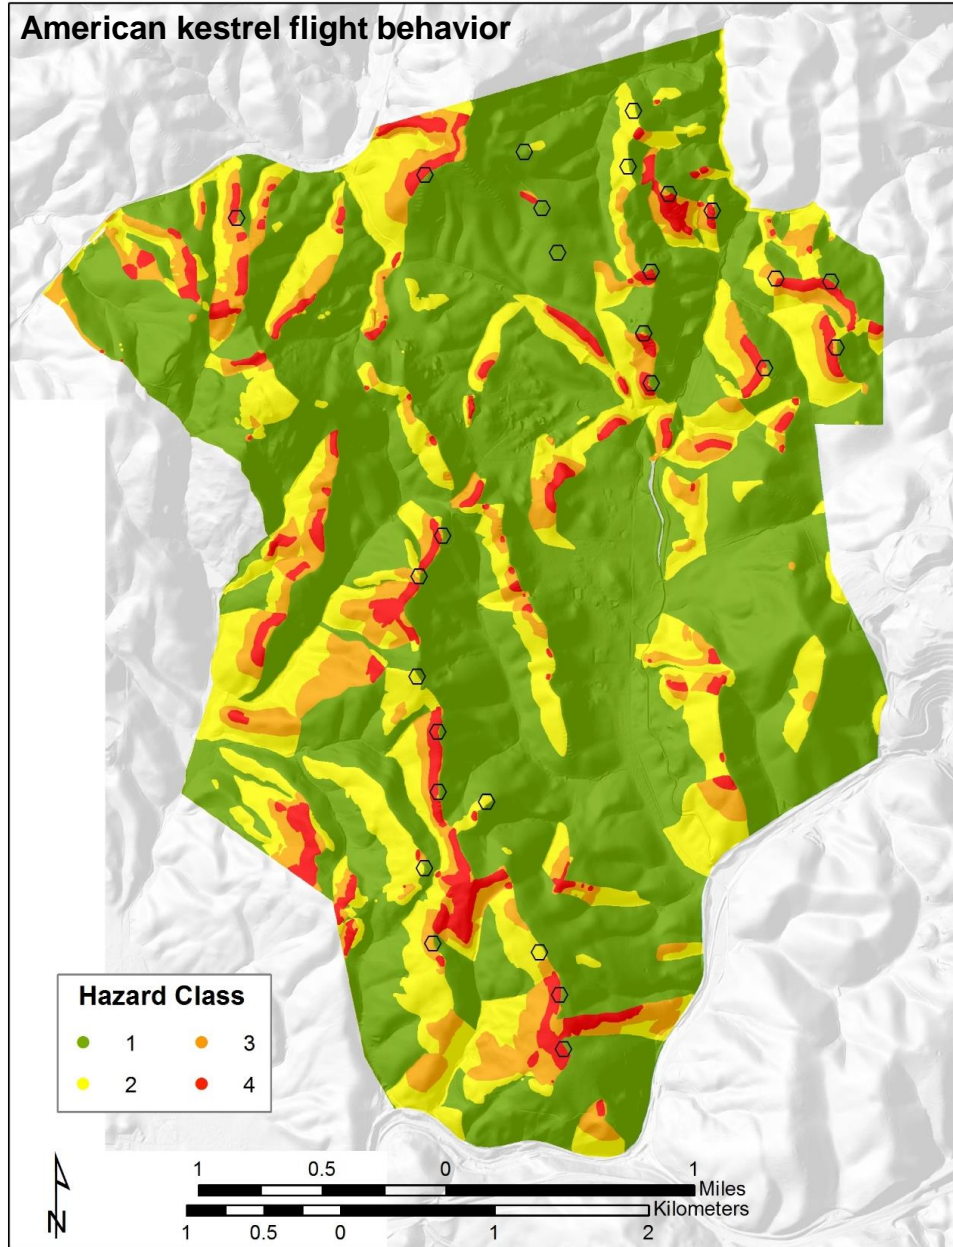 American kestrel flight behavior
Hazard Class
1 3
2 4
N
1 0.5 0 1
Miles
Kilometers
1 0.5 0 1 2